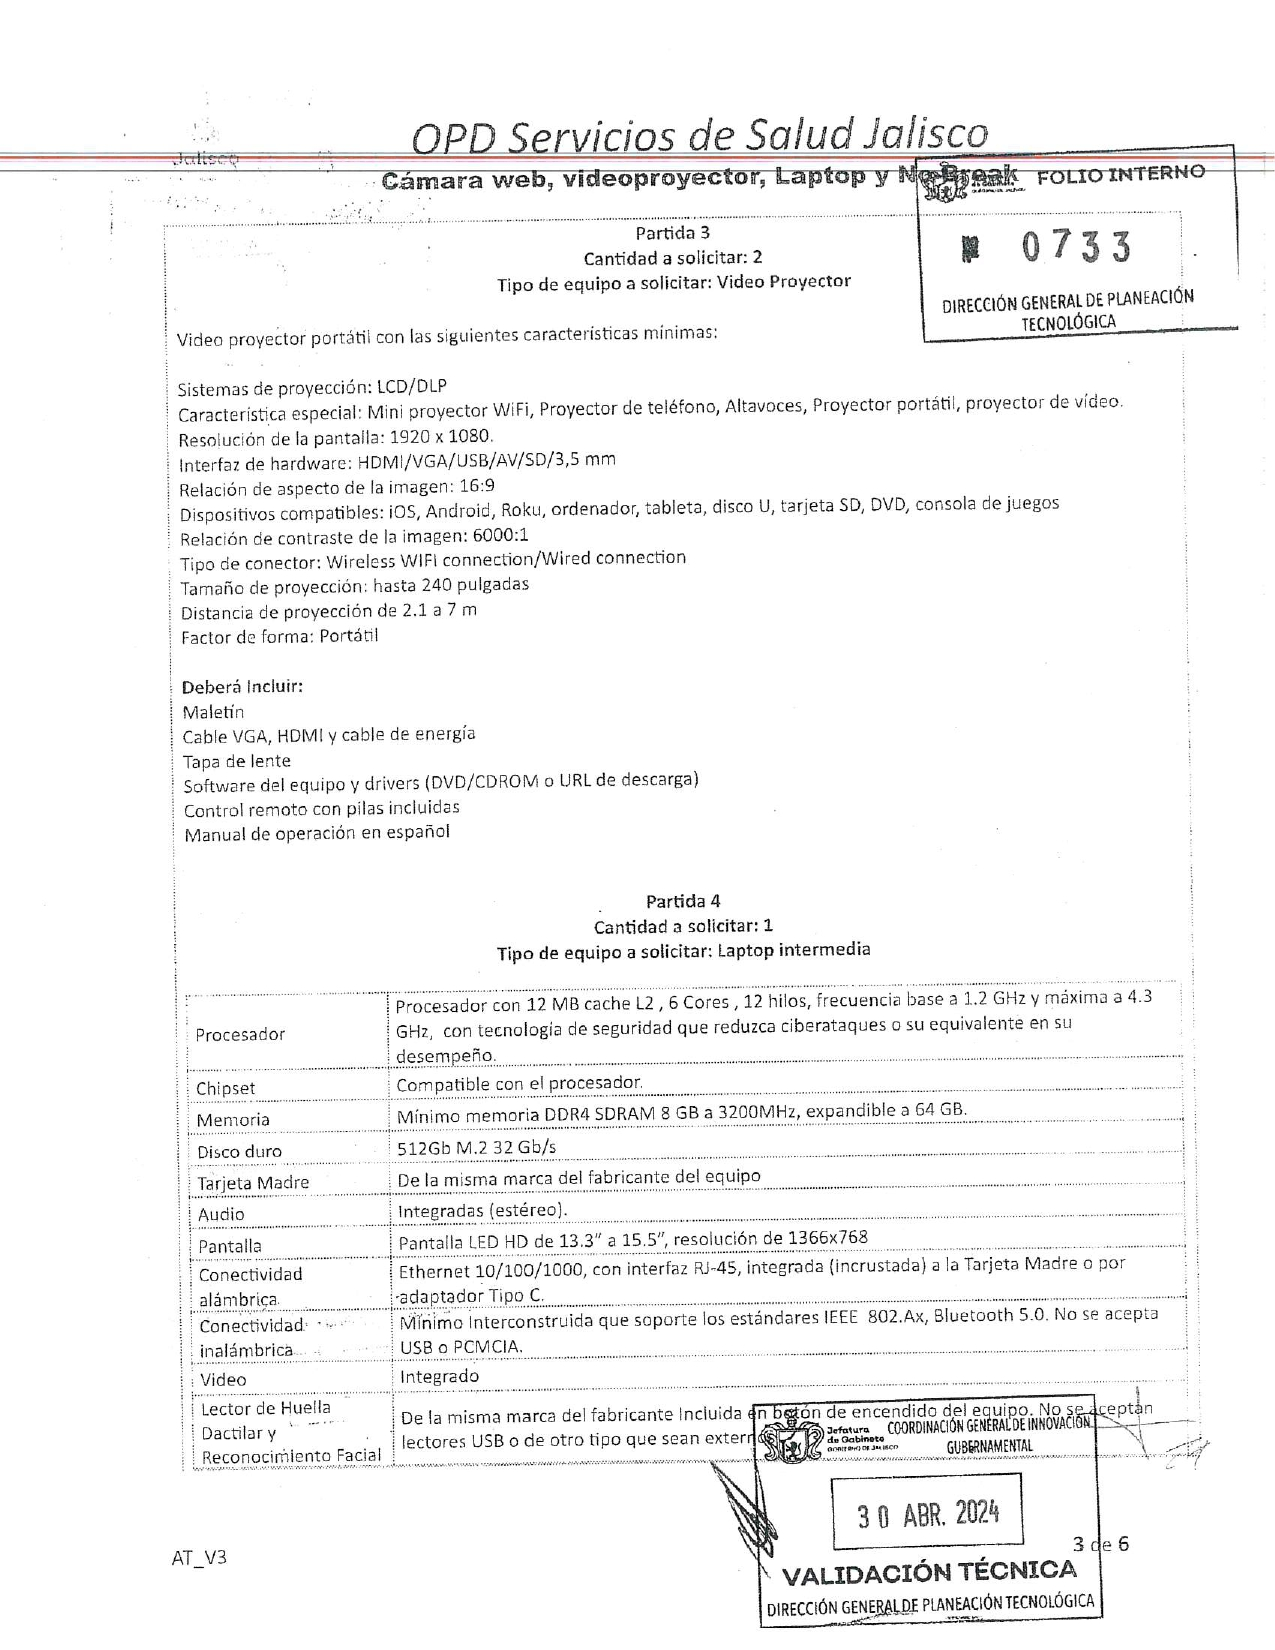 OPD Servicios de Salud Jalisco
Jalisco
Cámara web, videoproyector, Laptop y No Break
FOLIO INTERNO
0733
DIRECCIÓN GENERAL DE PLANEACIÓN
TECNOLÓGICA
Partida 3
Cantidad a solicitar: 2
Tipo de equipo a solicitar: Video Proyector
Video proyector portátil con las siguientes características mínimas:
Sistemas de proyección: LCD/DLP
Característica especial: Mini proyector WiFi, Proyector de teléfono, Altavoces, Proyector portátil, proyector de vídeo.
Resolución de la pantalla: 1920 x 1080.
Interfaz de hardware: HDMI/VGA/USB/AV/SD/3,5 mm
Relación de aspecto de la imagen: 16:9
Dispositivos compatibles: iOS, Android, Roku, ordenador, tableta, disco U, tarjeta SD, DVD, consola de juegos
Relación de contraste de la imagen: 6000:1
Tipo de conector: Wireless WIFI connection/Wired connection
Tamaño de proyección: hasta 240 pulgadas
Distancia de proyección de 2.1 a 7 m
Factor de forma: Portátil
Deberá Incluir:
Maletín
Cable VGA, HDMI y cable de energía
Tapa de lente
Software del equipo y drivers (DVD/CDROM o URL de descarga)
Control remoto con pilas incluidas
Manual de operación en español
Partida 4
Cantidad a solicitar: 1
Tipo de equipo a solicitar: Laptop intermedia
Procesador
Procesador con 12 MB cache L2 , 6 Cores , 12 hilos, frecuencia base a 1.2 GHz y máxima a 4.3
GHz, con tecnología de seguridad que reduzca ciberataques o su equivalente en su
desempeño.
Chipset
Compatible con el procesador.
Memoria
Mínimo memoria DDR4 SDRAM 8 GB a 3200MHz, expandible a 64 GB.
Disco duro
512Gb M.2 32 Gb/s
Tarjeta Madre
De la misma marca del fabricante del equipo
Audio
Integradas (estéreo).
Pantalla
Pantalla LED HD de 13.3” a 15.5”, resolución de 1366x768
Conectividad
alámbrica.
Ethernet 10/100/1000, con interfaz RJ-45, integrada (incrustada) a la Tarjeta Madre o por
adaptador Tipo C.
Conectividad
inalámbrica
Mínimo Interconstruida que soporte los estándares IEEE 802.Ax, Bluetooth 5.0. No se acepta
USB o PCMCIA.
Video
Integrado
Lector de Huella
Dactilar y
Reconocimiento Facial
De la misma marca del fabricante Incluida en botón de encendido del equipo. No se aceptan
lectores USB o de otro tipo que sean extern
Jefatura
de Gabinete
GOBIERNO DE JALISCO
COORDINACIÓN GENERAL DE INNOVACIÓN
GUBERNAMENTAL
30 ABR. 2024
VALIDACIÓN TÉCNICA
DIRECCIÓN GENERAL DE PLANEACIÓN TECNOLÓGICA
AT_V3
3 de 6